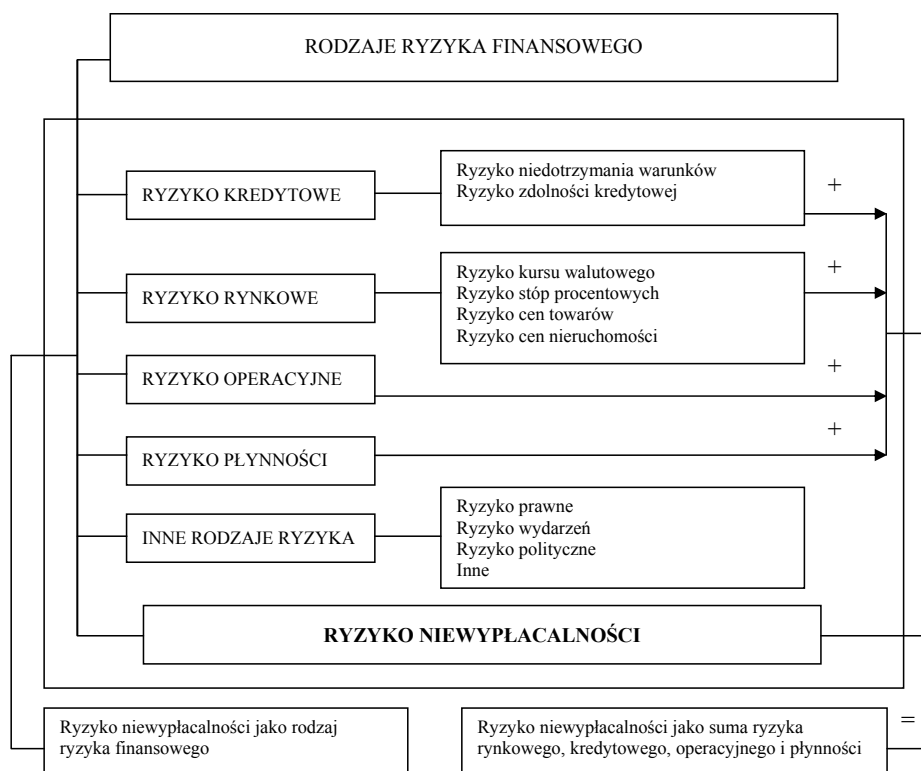 RODZAJE RYZYKA FINANSOWEGO
RYZYKO KREDYTOWE
Ryzyko niedotrzymania warunków
Ryzyko zdolności kredytowej
+
RYZYKO RYNKOWE
Ryzyko kursu walutowego
Ryzyko stóp procentowych
Ryzyko cen towarów
Ryzyko cen nieruchomości
+
RYZYKO OPERACYJNE
+
RYZYKO PŁYNNOŚCI
+
INNE RODZAJE RYZYKA
Ryzyko prawne
Ryzyko wydarzeń
Ryzyko polityczne
Inne
RYZYKO NIEWYPŁACALNOŚCI
Ryzyko niewypłacalności jako rodzaj
ryzyka finansowego
Ryzyko niewypłacalności jako suma ryzyka
rynkowego, kredytowego, operacyjnego i płynności
=